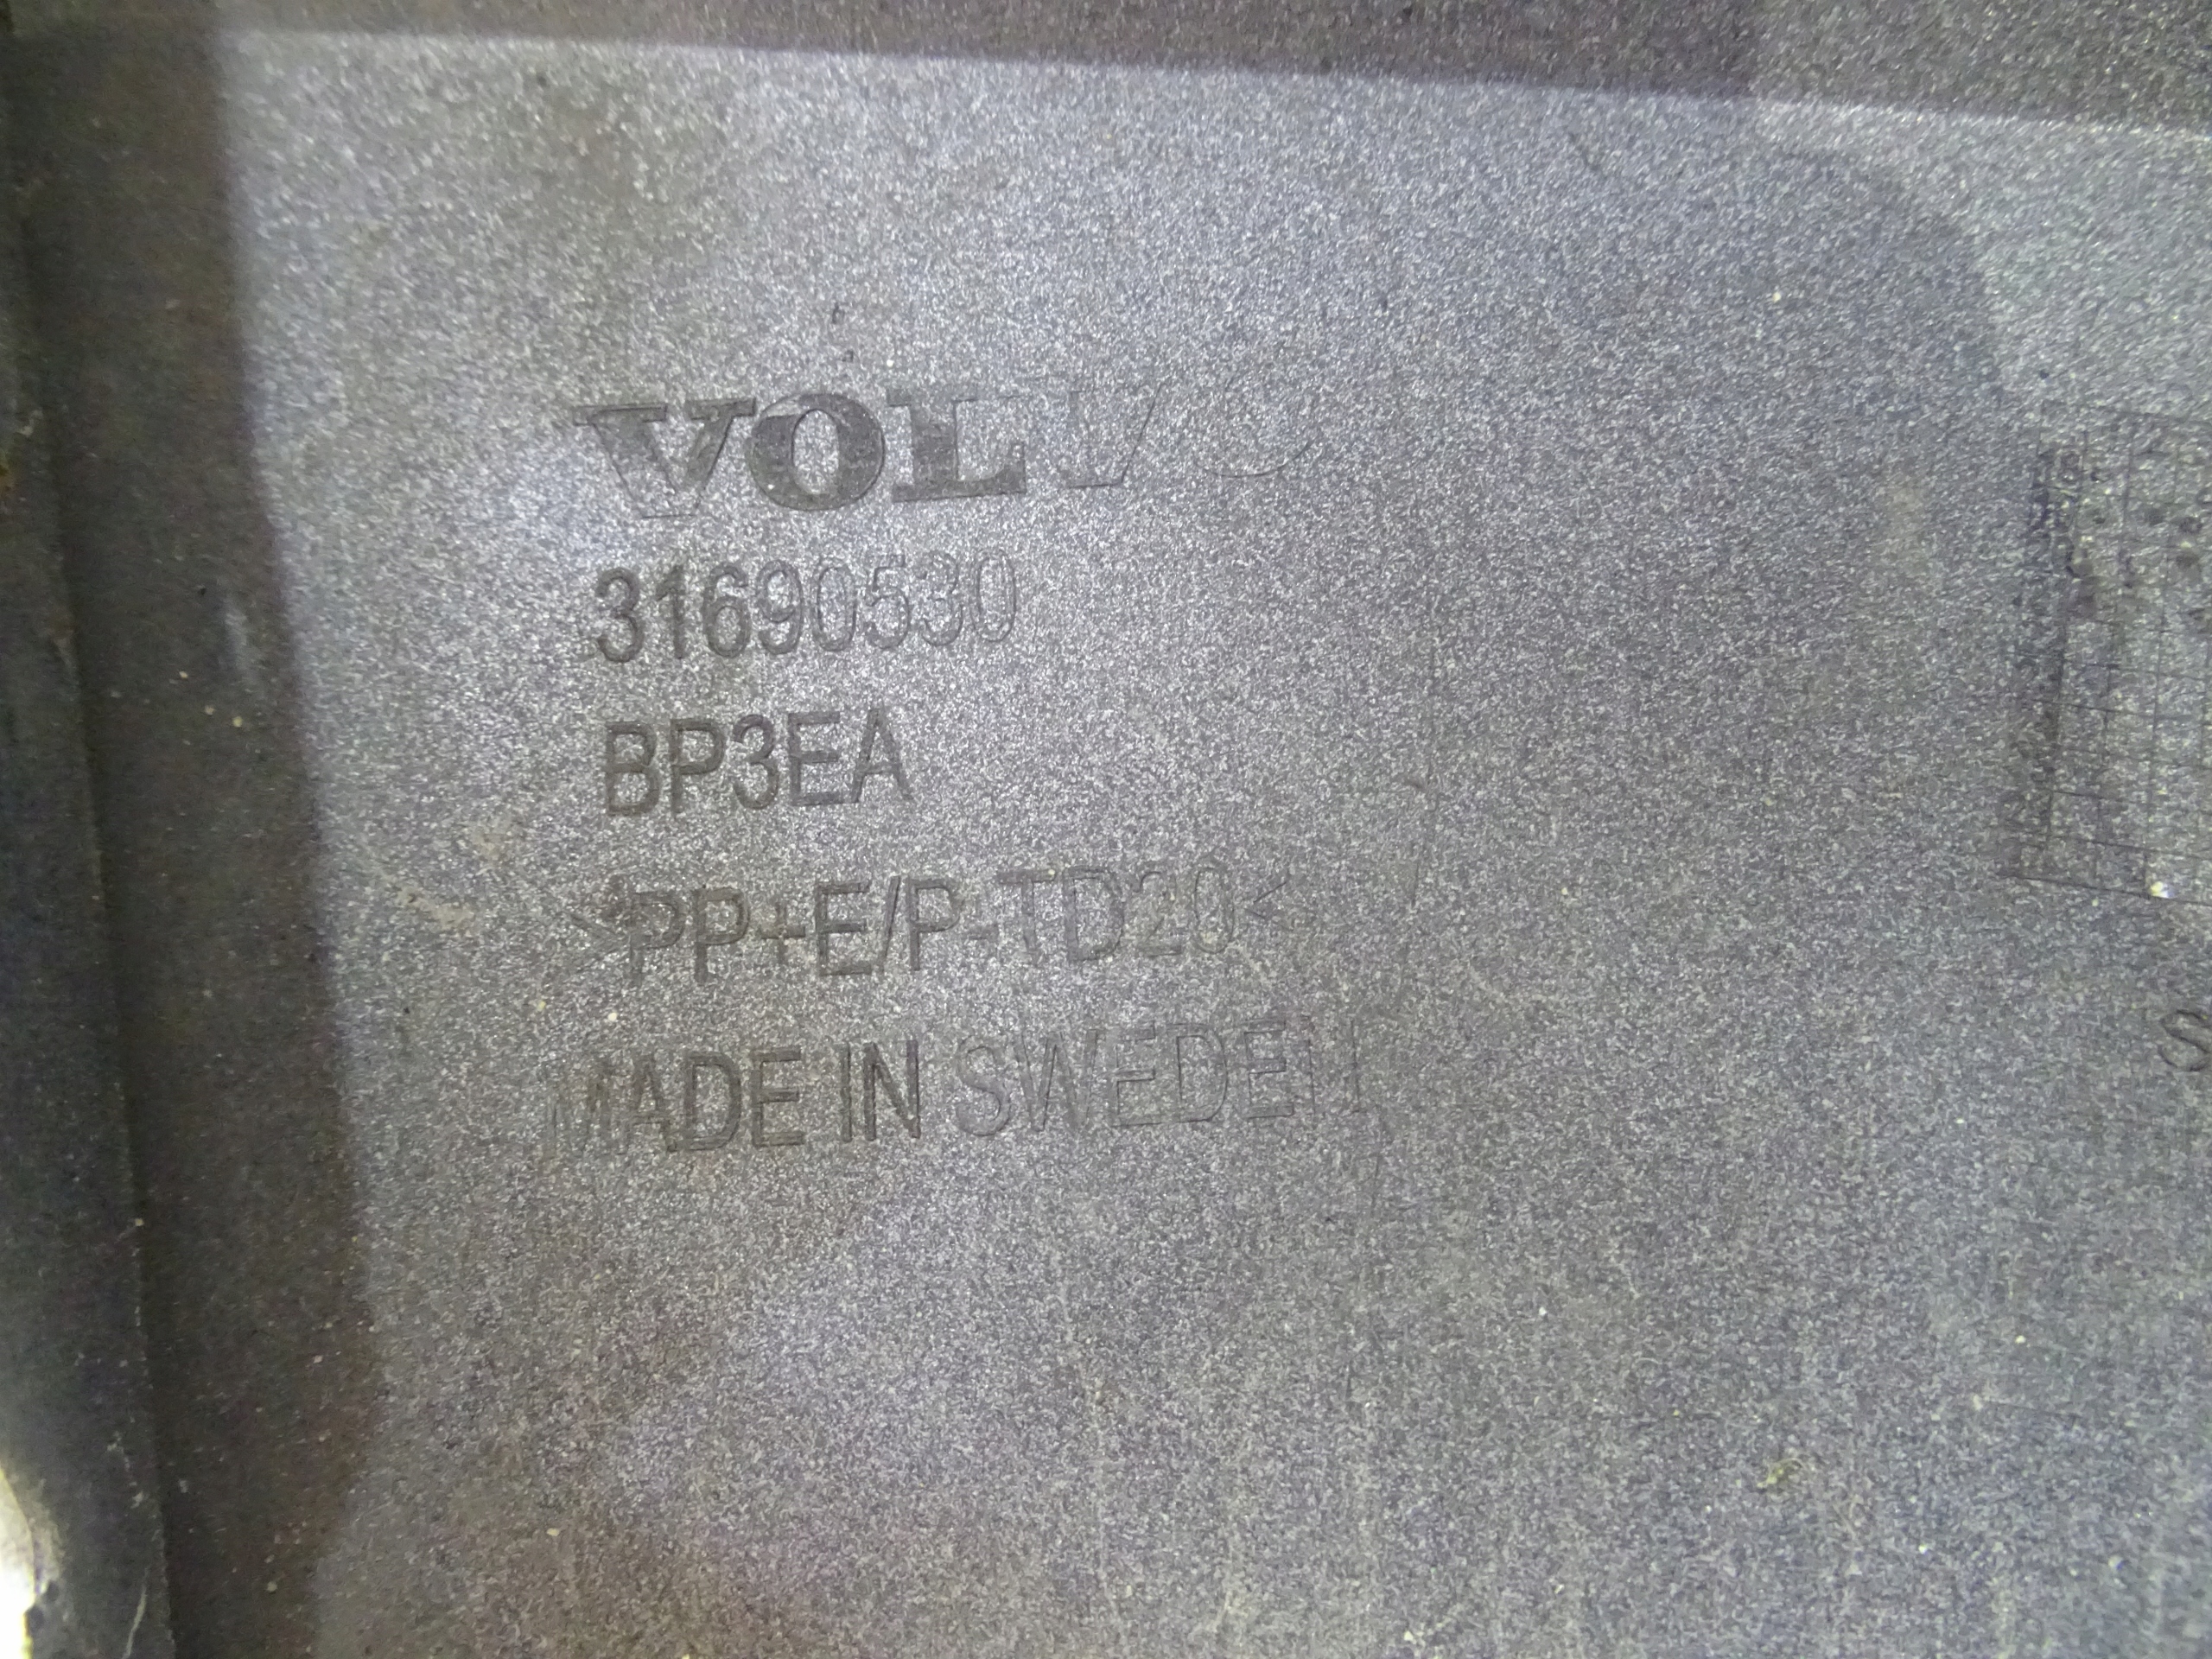 VOLVO
31690530
BP3EA
>PP+E/P-TD20<
MADE IN SWEDEN
S